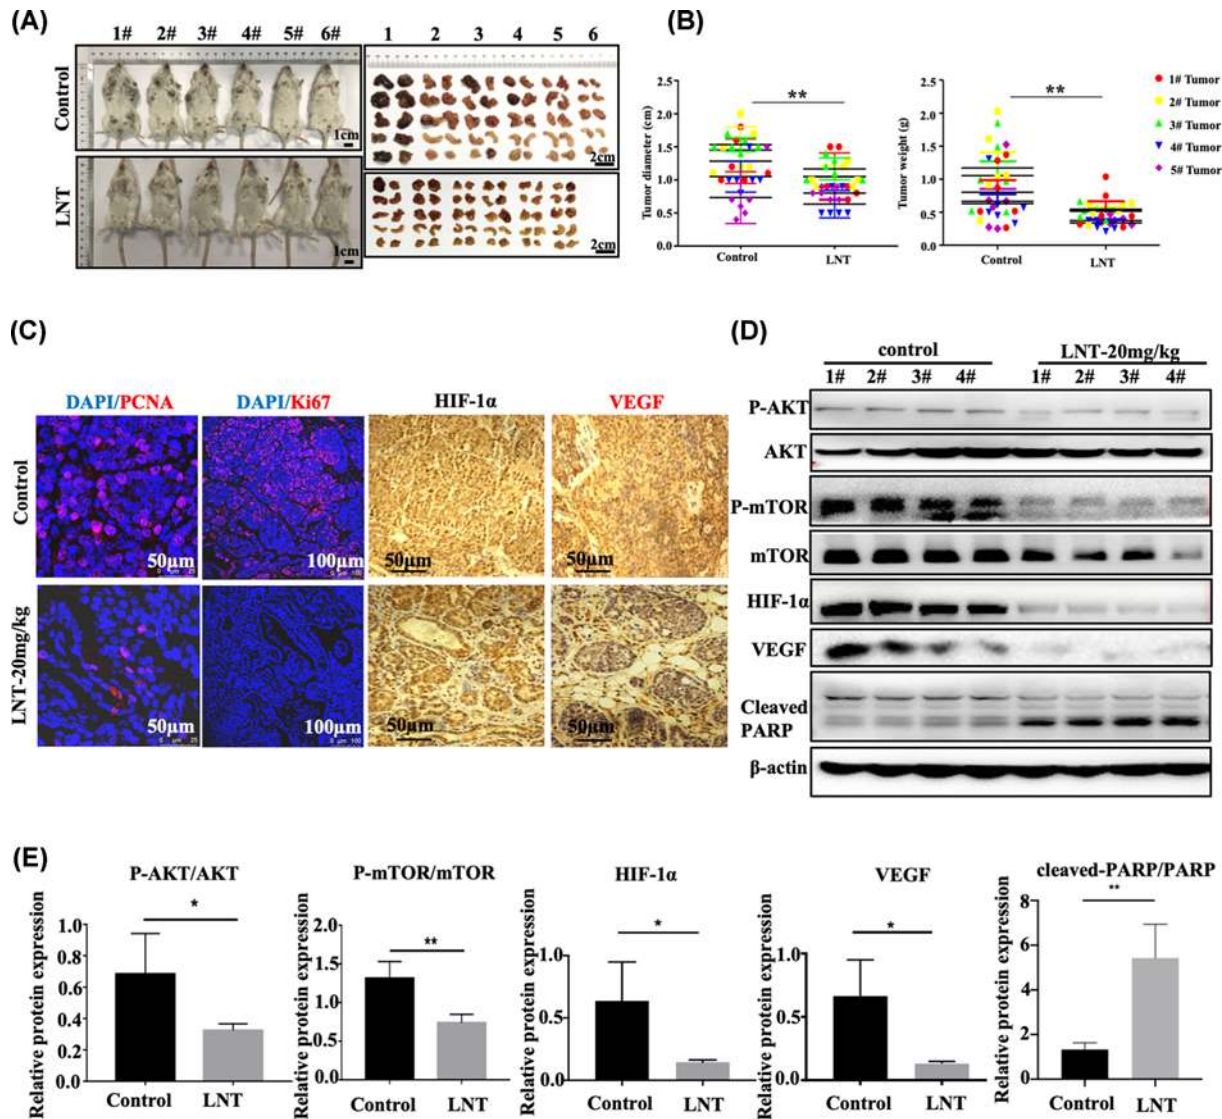 (A)
1# 2# 3# 4# 5# 6#
1 2 3 4 5 6
Control
1cm
2cm
LNT
1cm
2cm
(B)
Tumor diameter (cm)
2.5
2.0
1.5
1.0
0.5
0.0
Control LNT
**
Tumor weight (g)
2.5
2.0
1.5
1.0
0.5
0.0
Control LNT
**
1# Tumor
2# Tumor
3# Tumor
4# Tumor
5# Tumor
(C)
DAPI/PCNA DAPI/Ki67 HIF-1α VEGF
Control
50μm 100μm 50μm 50μm
LNT-20mg/kg
50μm 100μm 50μm 50μm
(D)
control LNT-20mg/kg
1# 2# 3# 4# 1# 2# 3# 4#
P-AKT
AKT
P-mTOR
mTOR
HIF-1α
VEGF
Cleaved
PARP
β-actin
(E)
P-AKT/AKT
Relative protein expression
1.0
0.8
0.6
0.4
0.2
0.0
*
Control LNT
P-mTOR/mTOR
Relative protein expression
2.0
1.5
1.0
0.5
0.0
**
Control LNT
HIF-1α
Relative protein expression
1.0
0.5
0.0
*
Control LNT
VEGF
Relative protein expression
1.0
0.5
0.0
*
Control LNT
cleaved-PARP/PARP
Relative protein expression
8
6
4
2
0
**
Control LNT